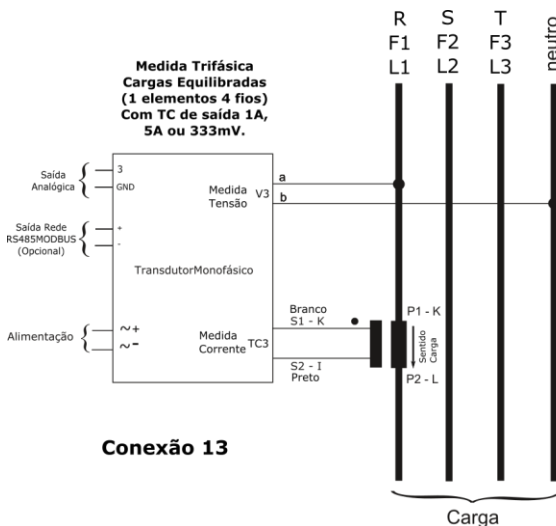 R S T neutro
F1 F2 F3
L1 L2 L3
Medida Trifásica
Cargas Equilibradas
(1 elementos 4 fios)
Com TC de saída 1A,
5A ou 333mV.
Saída
Analógica
3
GND
Saída Rede
RS485MODBUS
(Opcional)
+
-
Alimentação
~+
~-
Medida
Tensão
V3
a
b
TransdutorMonofásico
Medida
Corrente
TC3
Branco
S1 - K
S2 - I
Preto
P1 - K
Sentido
Carga
P2 - L
Conexão 13
Carga